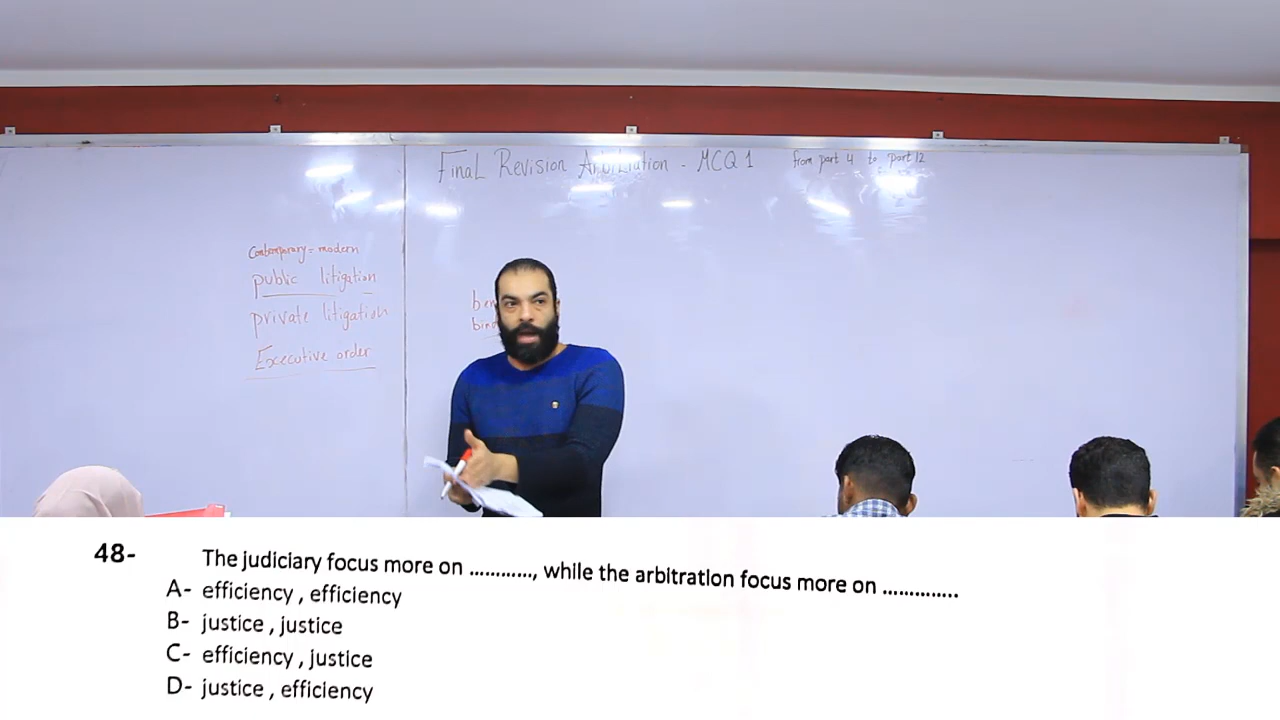 Final Revision Arbitration - MCQ 1 from part 4 to part 12
Contemporary = modern
public litigation
private litigation
Executive order
48- The judiciary focus more on ............, while the arbitration focus more on ..............
A- efficiency , efficiency
B- justice , justice
C- efficiency , justice
D- justice , efficiency